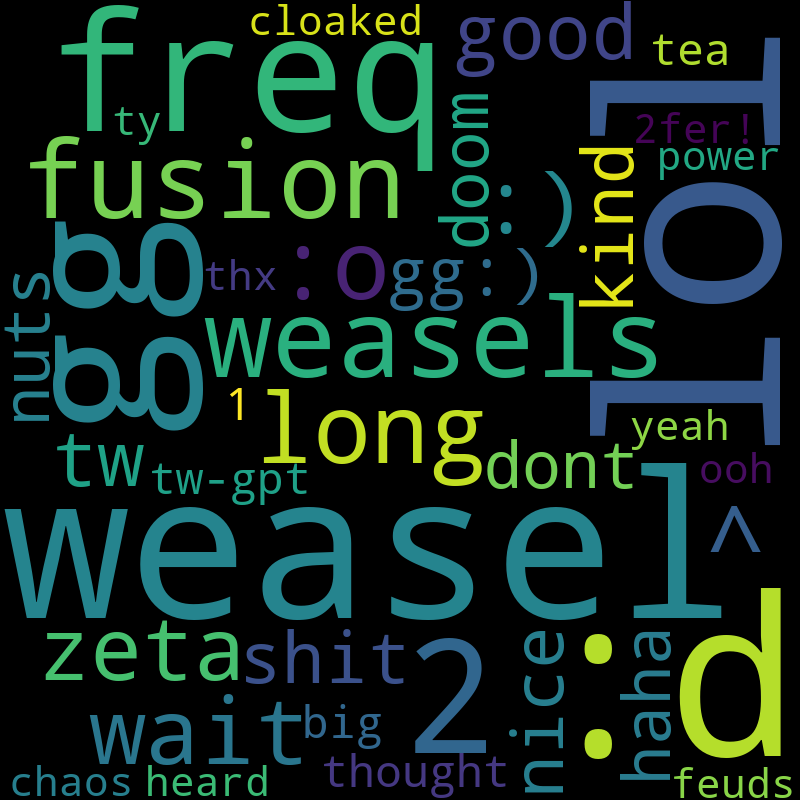 cloaked
freq
good
tea
ty
2fer!
power
lol
doom
:)
kind
fusion
gg
thx
:o
gg:)
nuts
weasels
1
long
yeah
tw
tw-gpt
dont
ooh
weasel
^
:d
zeta
shit
2
nice
haha
wait
big
thought
chaos
heard
feuds